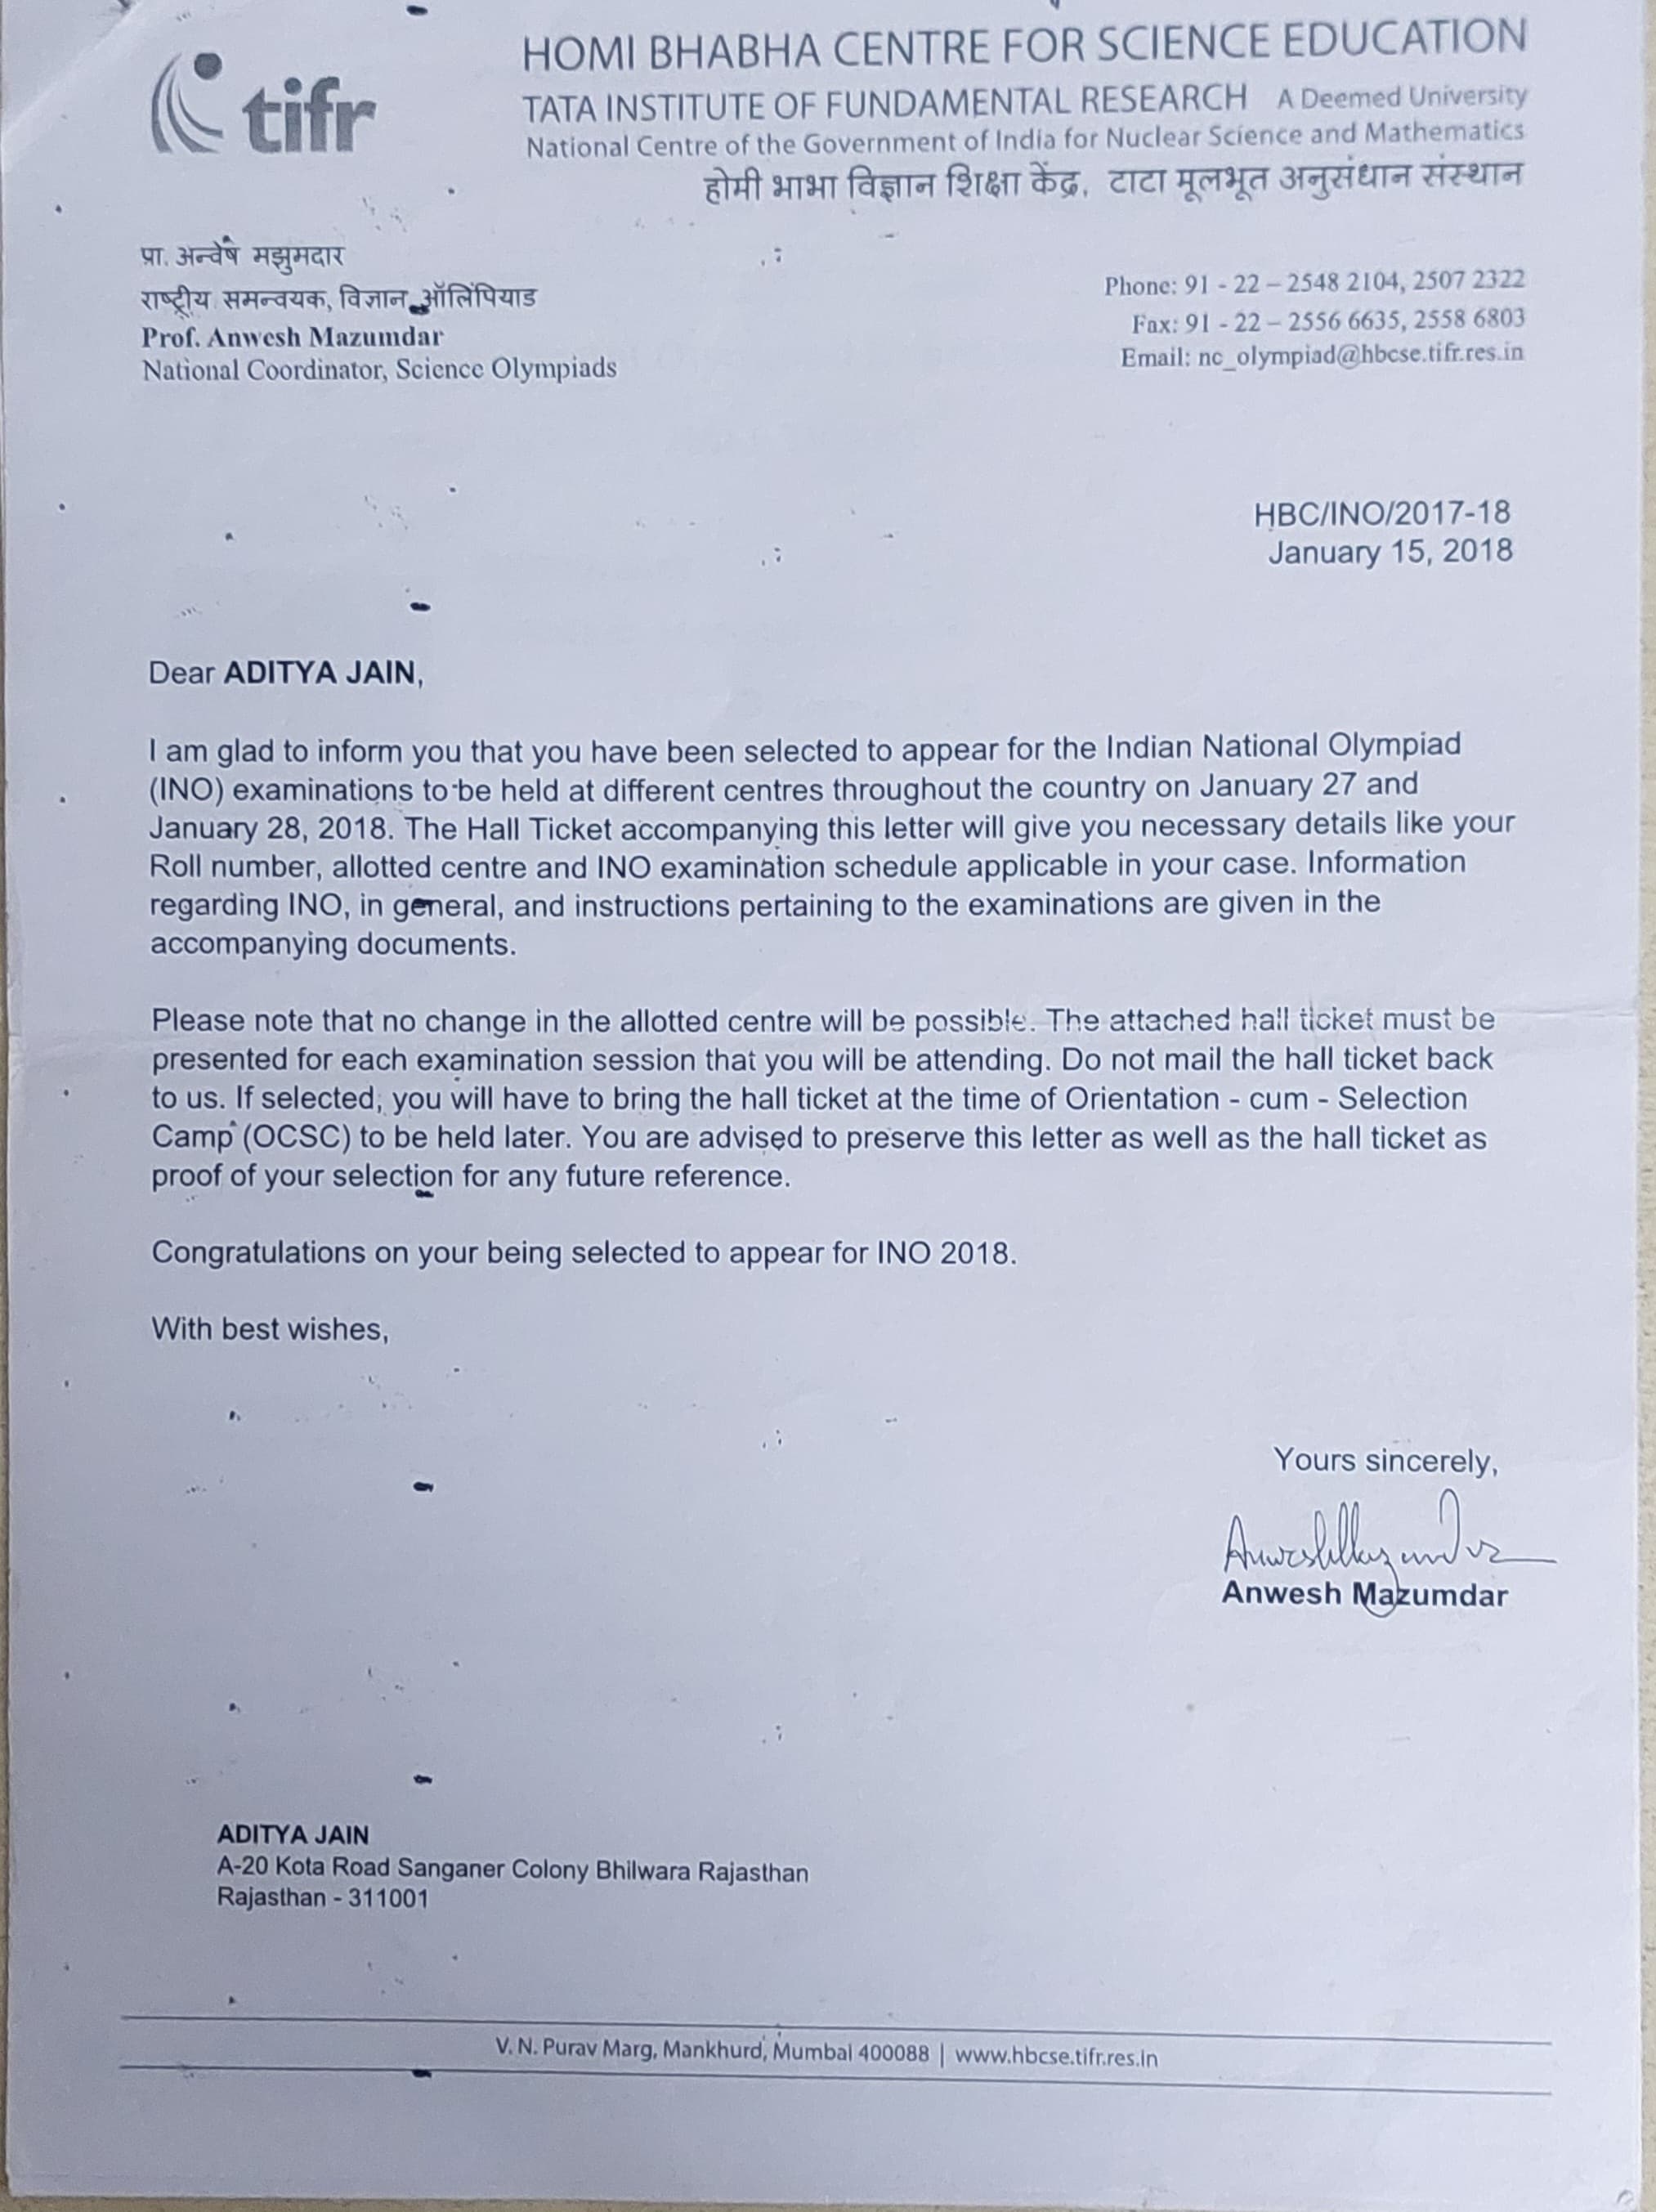 tifr
HOMI BHABHA CENTRE FOR SCIENCE EDUCATION
TATA INSTITUTE OF FUNDAMENTAL RESEARCH A Deemed University
National Centre of the Government of India for Nuclear Science and Mathematics
होमी भाभा विज्ञान शिक्षा केंद्र, टाटा मूलभूत अनुसंधान संस्थान
प्रा. अन्वेष मझुमदार
राष्ट्रीय समन्वयक, विज्ञान ऑलिंपियाड
Prof. Anwesh Mazumdar
National Coordinator, Science Olympiads
Phone: 91 - 22 – 2548 2104, 2507 2322
Fax: 91 - 22 – 2556 6635, 2558 6803
Email: nc_olympiad@hbcse.tifr.res.in
HBC/INO/2017-18
January 15, 2018
Dear ADITYA JAIN,
I am glad to inform you that you have been selected to appear for the Indian National Olympiad
(INO) examinations to be held at different centres throughout the country on January 27 and
January 28, 2018. The Hall Ticket accompanying this letter will give you necessary details like your
Roll number, allotted centre and INO examination schedule applicable in your case. Information
regarding INO, in general, and instructions pertaining to the examinations are given in the
accompanying documents.
Please note that no change in the allotted centre will be possible. The attached hall ticket must be
presented for each examination session that you will be attending. Do not mail the hall ticket back
to us. If selected, you will have to bring the hall ticket at the time of Orientation - cum - Selection
Camp (OCSC) to be held later. You are advised to preserve this letter as well as the hall ticket as
proof of your selection for any future reference.
Congratulations on your being selected to appear for INO 2018.
With best wishes,
Yours sincerely,
Anwesh Mazumdar
Anwesh Mazumdar
ADITYA JAIN
A-20 Kota Road Sanganer Colony Bhilwara Rajasthan
Rajasthan - 311001
V. N. Purav Marg, Mankhurd, Mumbai 400088 | www.hbcse.tifr.res.in